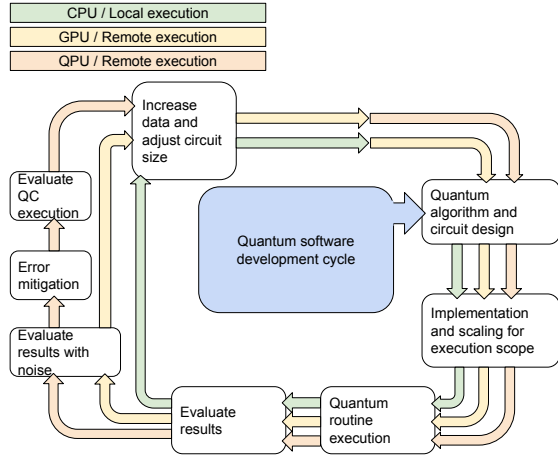 CPU / Local execution
GPU / Remote execution
QPU / Remote execution
Increase
data and
adjust circuit
size
Evaluate
QC
execution
Quantum
algorithm and
circuit design
Quantum software
development cycle
Error
mitigation
Implementation
and scaling for
execution scope
Evaluate
results with
noise
Evaluate
results
Quantum
routine
execution